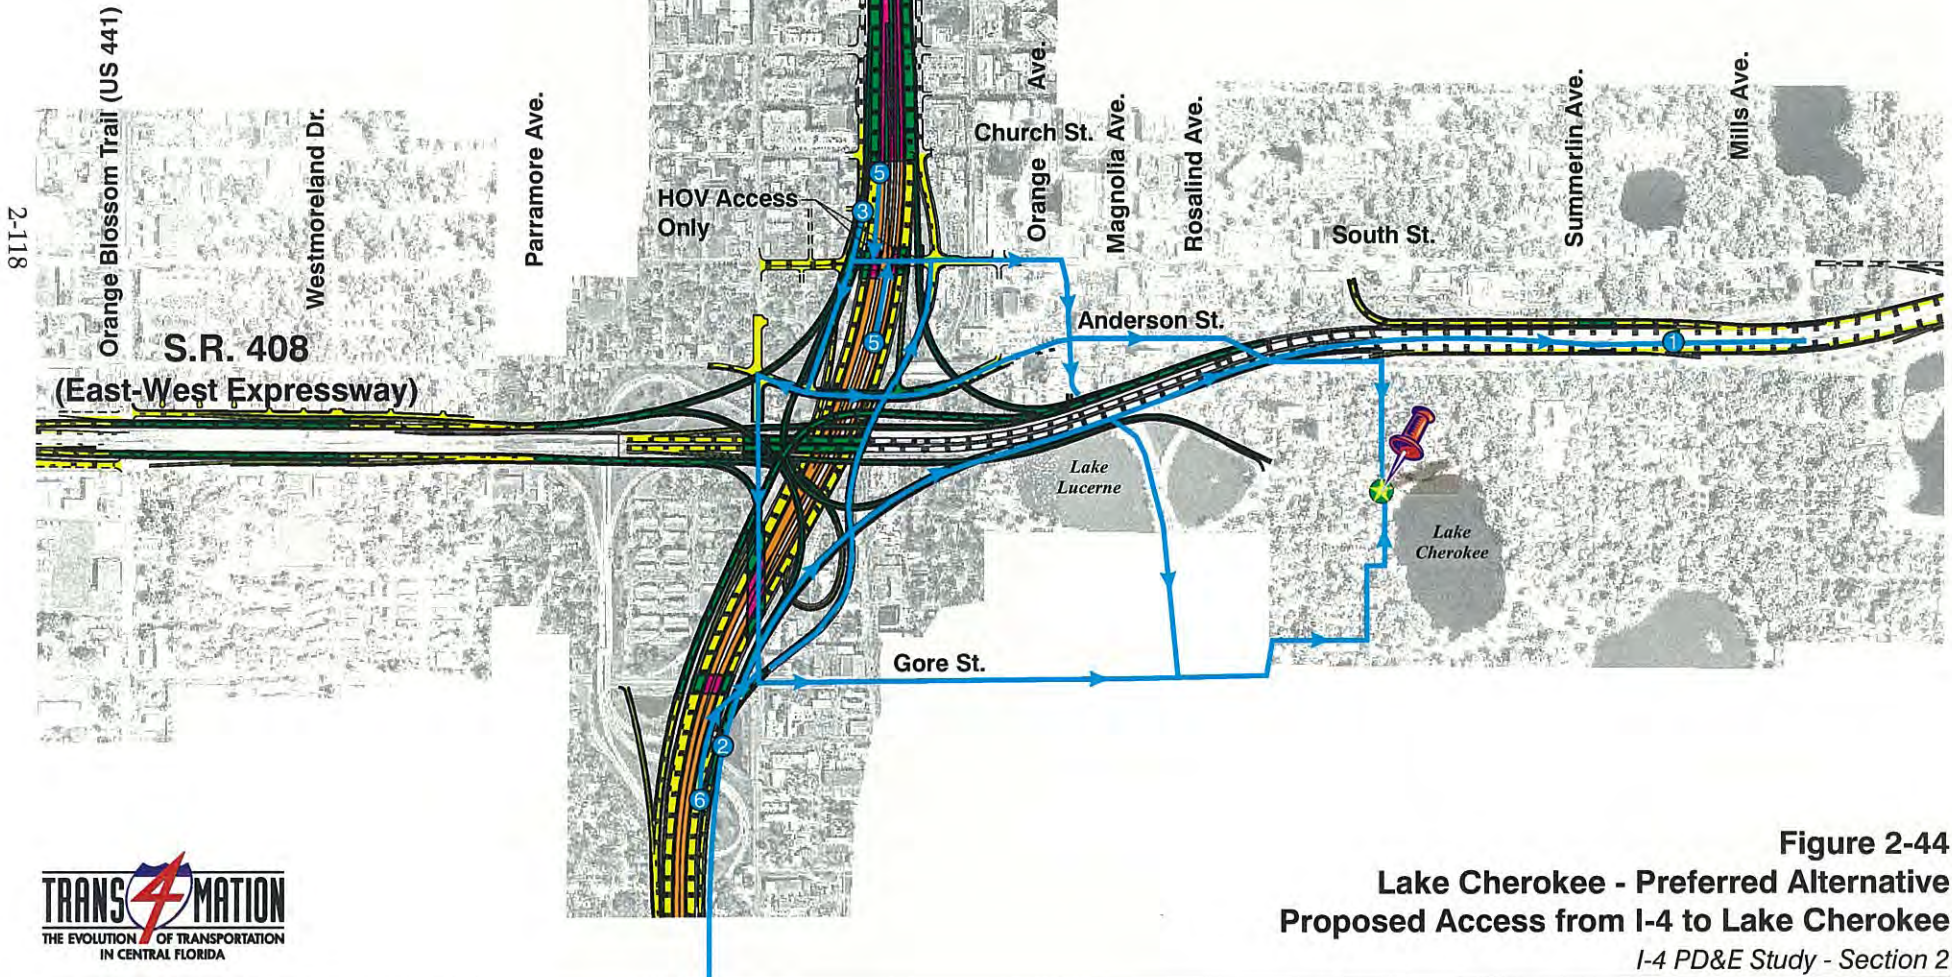 Orange Blossom Trail (US 441)
Westmoreland Dr.
Parramore Ave.
Church St.
Orange Ave.
Magnolia Ave.
Rosalind Ave.
Summerlin Ave.
Mills Ave.
HOV Access
Only
South St.
Anderson St.
S.R. 408
(East-West Expressway)
5
3
5
1
Lake
Lucerne
Lake
Cherokee
Gore St.
2
6
2-118
TRANS4MATION
THE EVOLUTION OF TRANSPORTATION
IN CENTRAL FLORIDA
Figure 2-44
Lake Cherokee - Preferred Alternative
Proposed Access from I-4 to Lake Cherokee
I-4 PD&E Study - Section 2